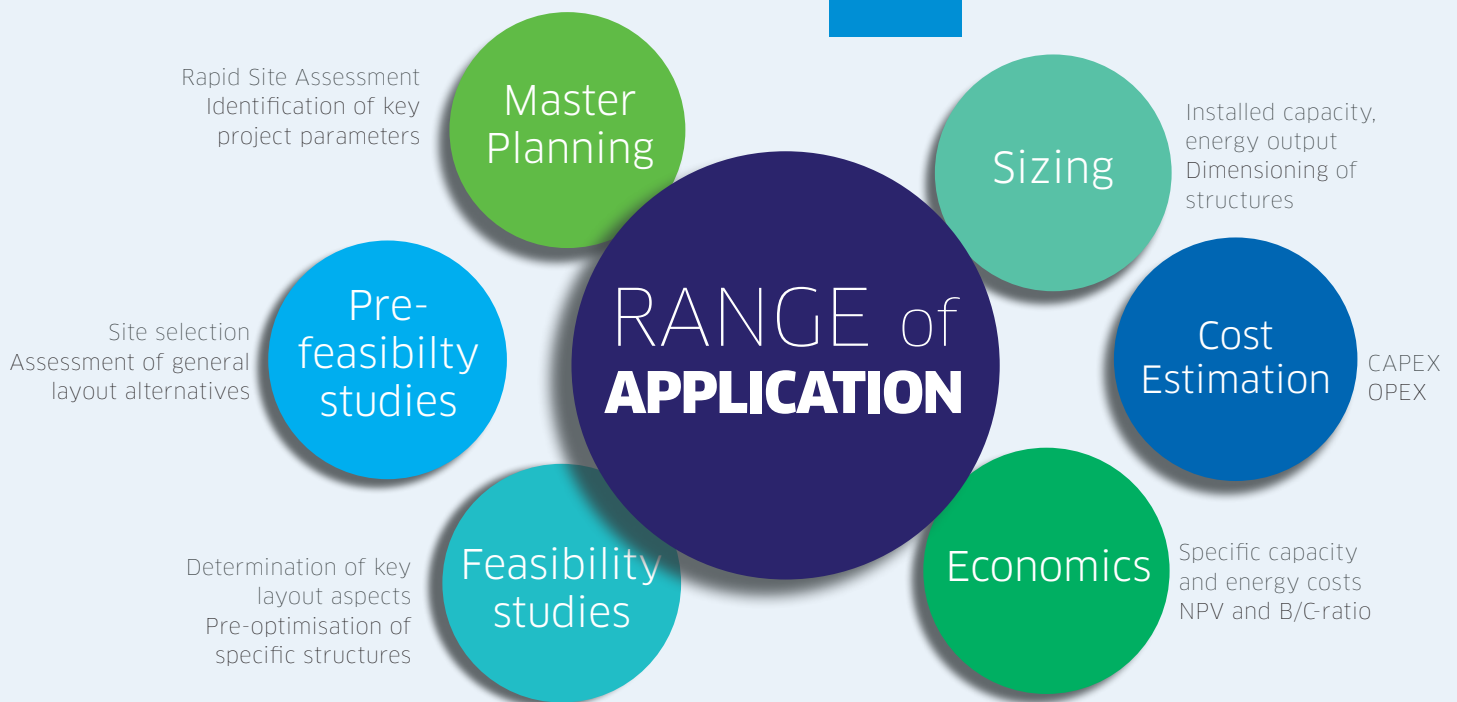 Rapid Site Assessment
Identification of key
project parameters
Master
Planning
Pre-
feasibilty
studies
Site selection
Assessment of general
layout alternatives
Feasibility
studies
Determination of key
layout aspects
Pre-optimisation of
specific structures
RANGE of
APPLICATION
Sizing
Installed capacity,
energy output
Dimensioning of
structures
Cost
Estimation
CAPEX
OPEX
Economics
Specific capacity
and energy costs
NPV and B/C-ratio